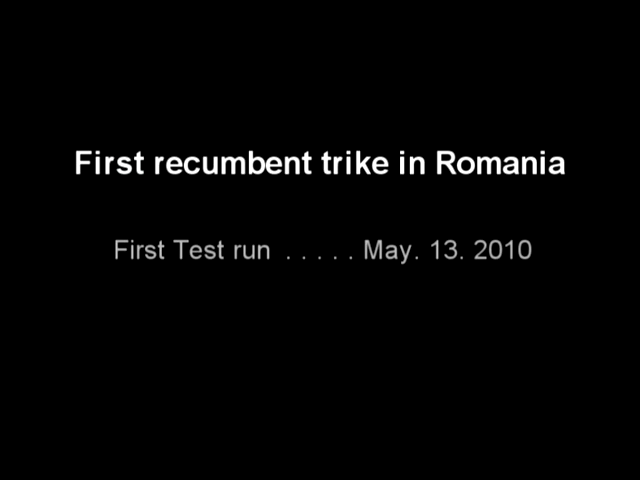 First recumbent trike in Romania
First Test run . . . . . May. 13. 2010